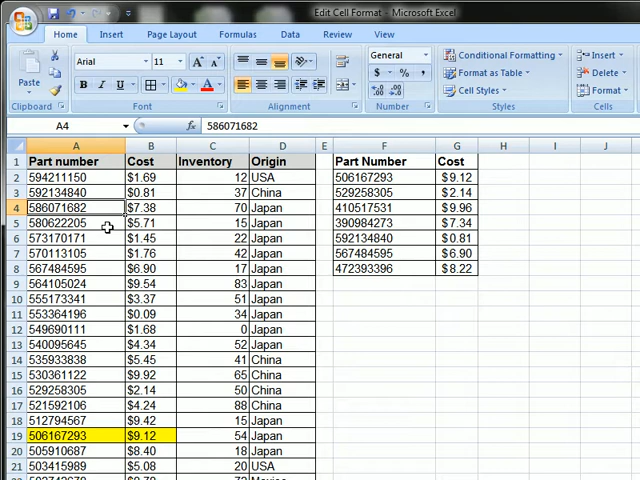 Edit Cell Format - Microsoft Excel
Home Insert Page Layout Formulas Data Review View
Paste
Clipboard
Arial 11
B I U
Font
Alignment
General
$ % ,
Number
Conditional Formatting
Format as Table
Cell Styles
Styles
Insert
Delete
Format
Cells
A4 fx 586071682
A B C D E F G H I J
1 Part number Cost Inventory Origin Part Number Cost
2 594211150 $1.69 12 USA 506167293 $9.12
3 592134840 $0.81 37 China 529258305 $2.14
4 586071682 $7.38 70 Japan 410517531 $9.96
5 580622205 $5.71 15 Japan 390984273 $7.34
6 573170171 $1.45 22 Japan 592134840 $0.81
7 570113105 $1.76 42 Japan 567484595 $6.90
8 567484595 $6.90 17 Japan 472393396 $8.22
9 564105024 $9.54 83 Japan
10 555173341 $3.37 51 Japan
11 553364196 $0.09 34 Japan
12 549690111 $1.68 0 Japan
13 540095645 $4.34 52 Japan
14 535933838 $5.45 41 China
15 530361122 $9.92 65 China
16 529258305 $2.14 50 China
17 521592106 $4.24 88 China
18 512794567 $9.42 15 Japan
19 506167293 $9.12 54 Japan
20 505910687 $8.40 18 Japan
21 503415989 $5.08 20 USA